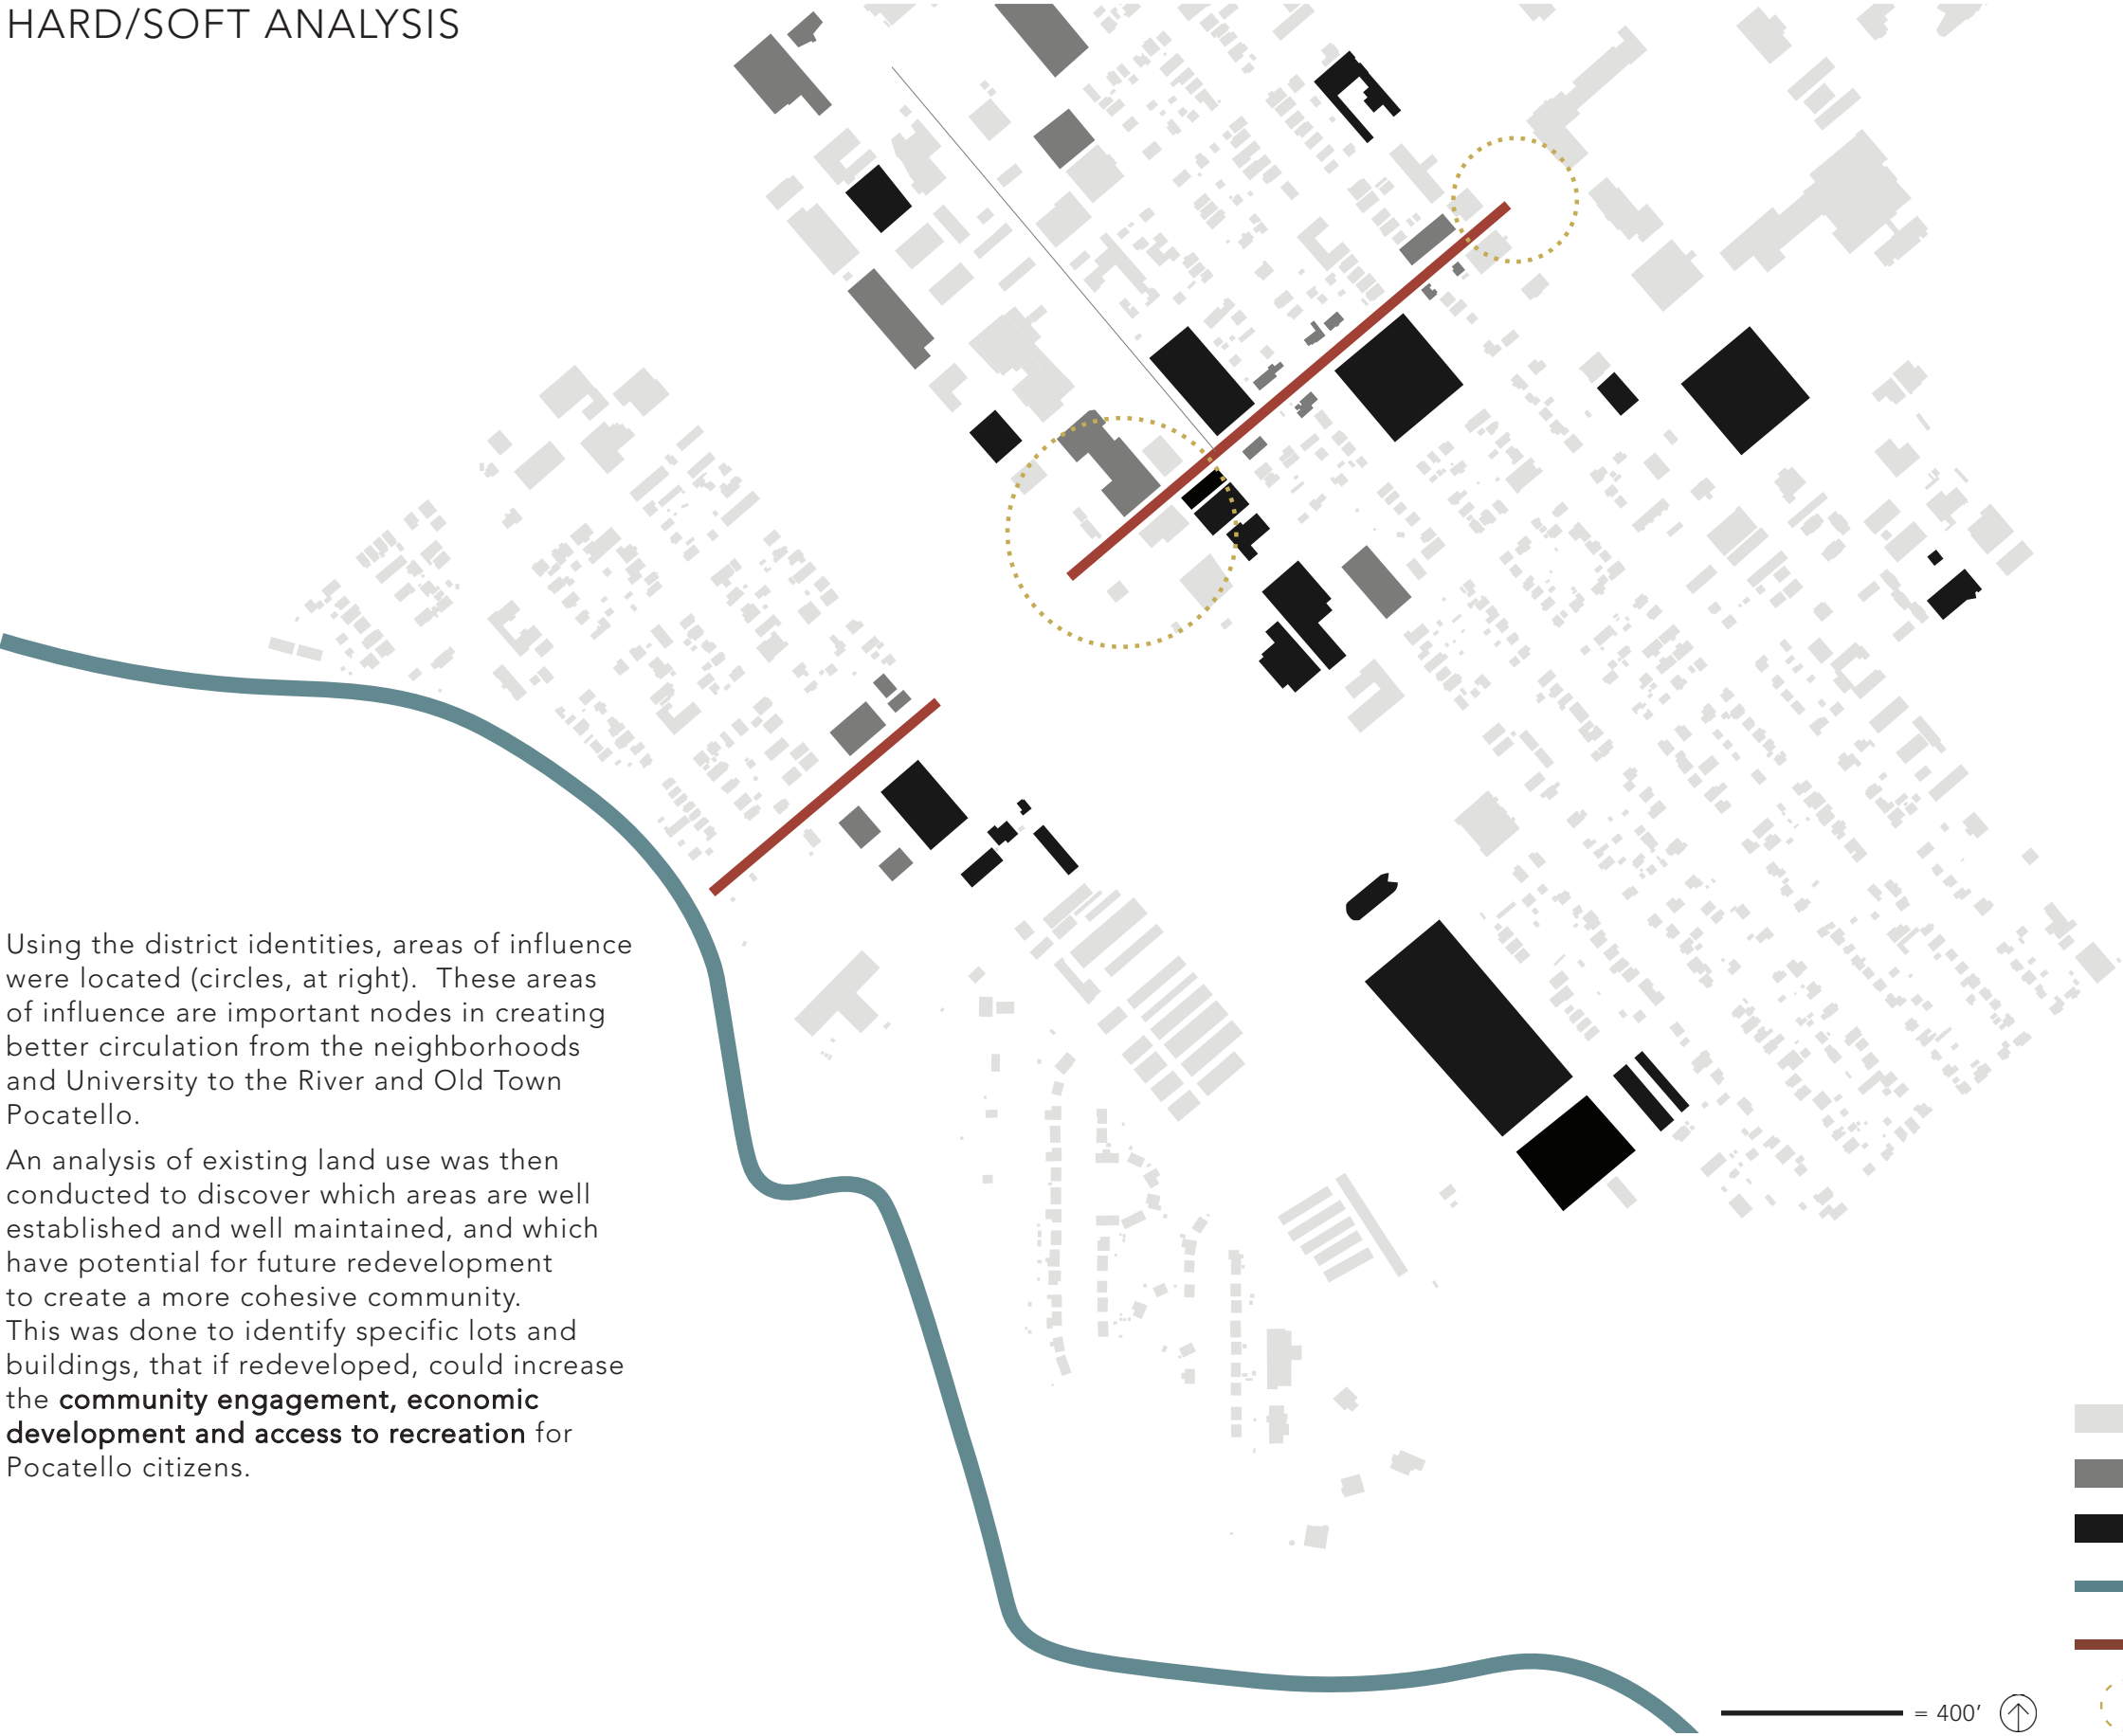 HARD/SOFT ANALYSIS
Using the district identities, areas of influence
were located (circles, at right).  These areas
of influence are important nodes in creating
better circulation from the neighborhoods
and University to the River and Old Town
Pocatello.
An analysis of existing land use was then
conducted to discover which areas are well
established and well maintained, and which
have potential for future redevelopment
to create a more cohesive community.
This was done to identify specific lots and
buildings, that if redeveloped, could increase
the community engagement, economic
development and access to recreation for
Pocatello citizens.
= 400’